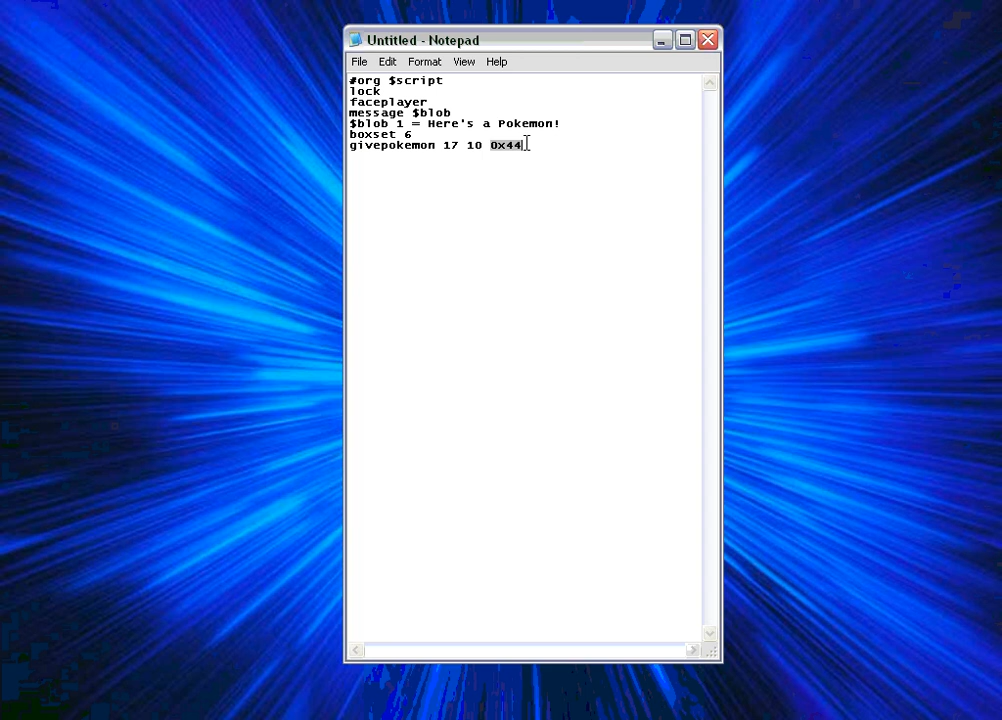 Untitled - Notepad
File Edit Format View Help
#org $script
lock
faceplayer
message $blob
$blob 1 = Here's a Pokemon!
boxset 6
givepokemon 17 10 0x44